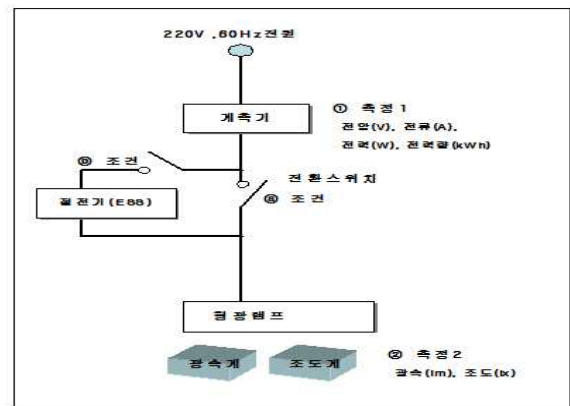 220V ,60Hz전원
계측기
① 측정1
전압(V), 전류(A),
전력(W), 전력량(kWh)
ⓑ 조건
전환스위치
ⓐ 조건
절전기(E88)
형광램프
광속계
조도계
② 측정2
광속(lm), 조도(lx)